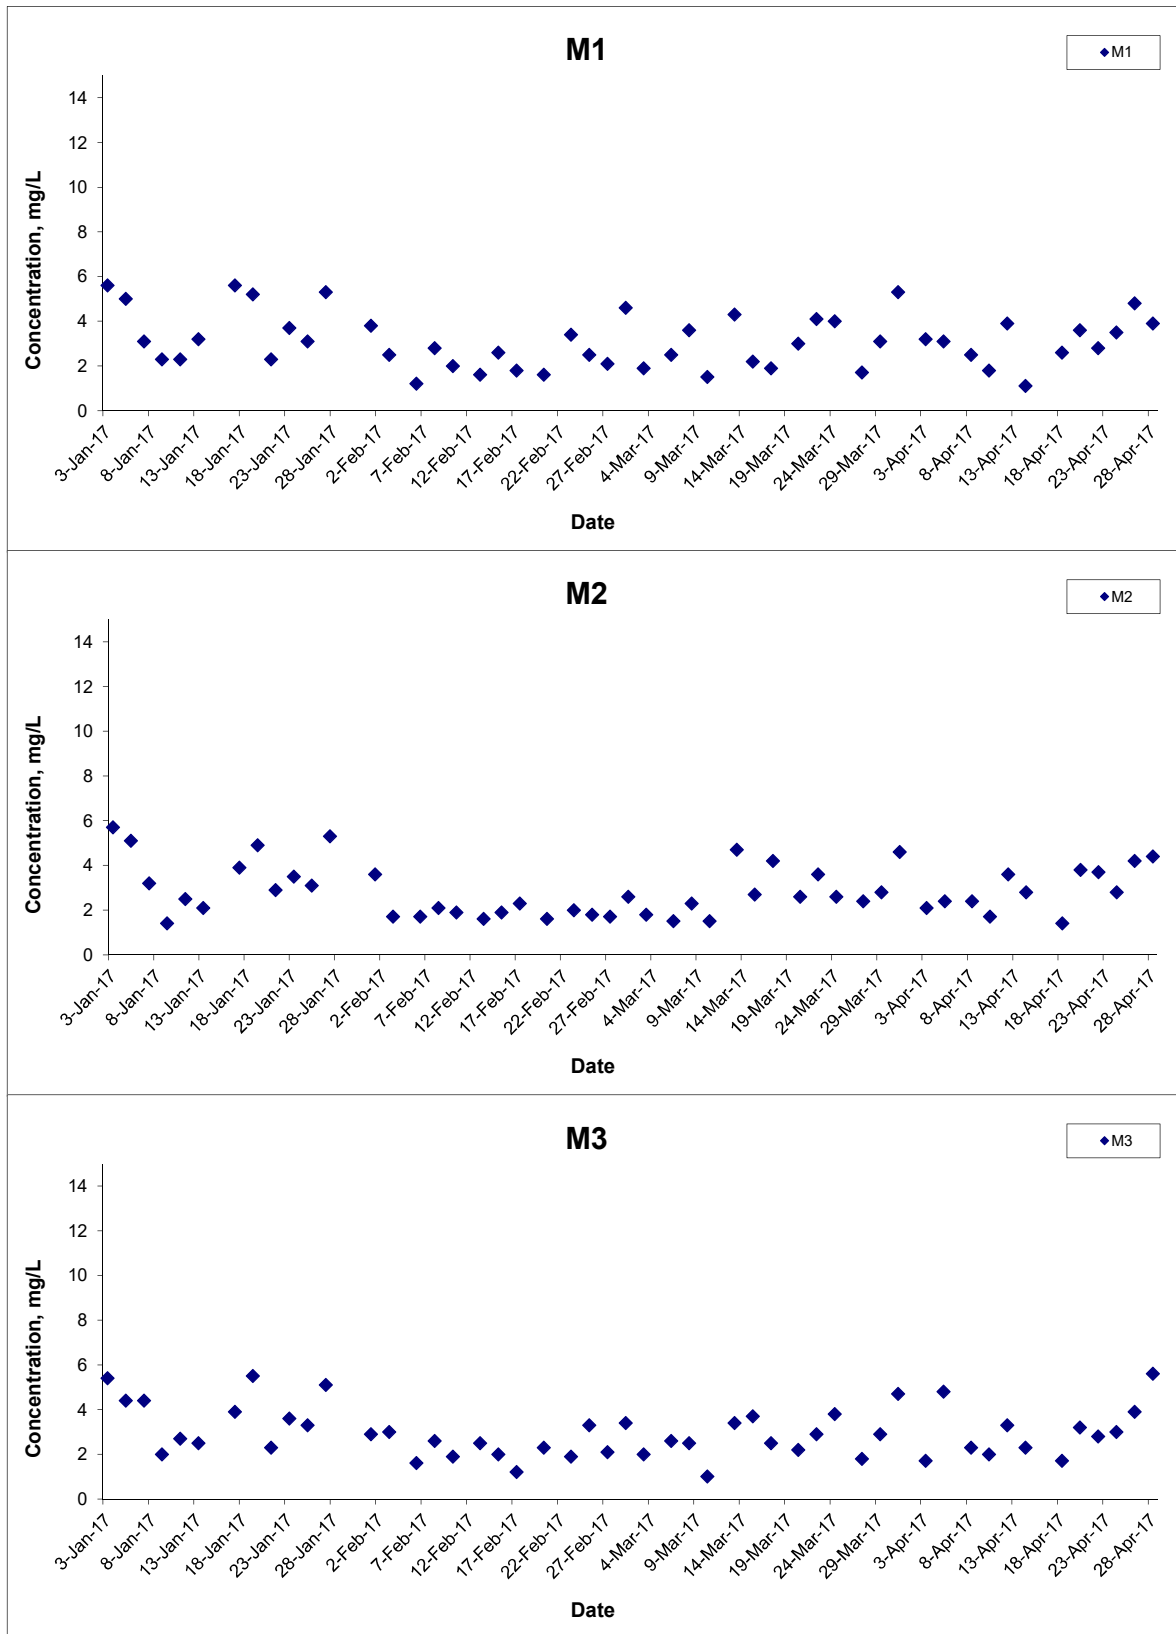 M1
M1
14
12
10
8
6
4
2
0
Concentration, mg/L
3-Jan-17 8-Jan-17 13-Jan-17 18-Jan-17 23-Jan-17 28-Jan-17 2-Feb-17 7-Feb-17 12-Feb-17 17-Feb-17 22-Feb-17 27-Feb-17 4-Mar-17 9-Mar-17 14-Mar-17 19-Mar-17 24-Mar-17 29-Mar-17 3-Apr-17 8-Apr-17 13-Apr-17 18-Apr-17 23-Apr-17 28-Apr-17
Date
M2
M2
14
12
10
8
6
4
2
0
Concentration, mg/L
3-Jan-17 8-Jan-17 13-Jan-17 18-Jan-17 23-Jan-17 28-Jan-17 2-Feb-17 7-Feb-17 12-Feb-17 17-Feb-17 22-Feb-17 27-Feb-17 4-Mar-17 9-Mar-17 14-Mar-17 19-Mar-17 24-Mar-17 29-Mar-17 3-Apr-17 8-Apr-17 13-Apr-17 18-Apr-17 23-Apr-17 28-Apr-17
Date
M3
M3
14
12
10
8
6
4
2
0
Concentration, mg/L
3-Jan-17 8-Jan-17 13-Jan-17 18-Jan-17 23-Jan-17 28-Jan-17 2-Feb-17 7-Feb-17 12-Feb-17 17-Feb-17 22-Feb-17 27-Feb-17 4-Mar-17 9-Mar-17 14-Mar-17 19-Mar-17 24-Mar-17 29-Mar-17 3-Apr-17 8-Apr-17 13-Apr-17 18-Apr-17 23-Apr-17 28-Apr-17
Date